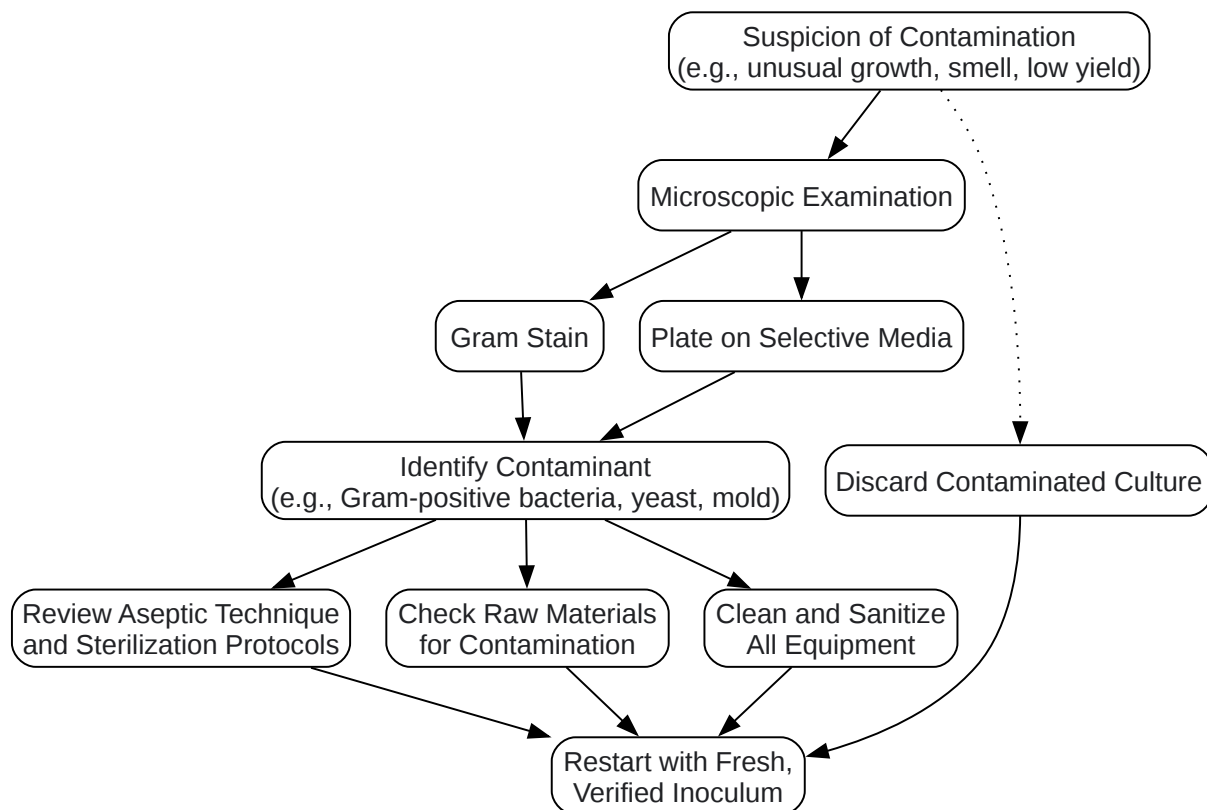 Suspicion of Contamination
(e.g., unusual growth, smell, low yield)
Microscopic Examination
Gram Stain
Plate on Selective Media
Identify Contaminant
(e.g., Gram-positive bacteria, yeast, mold)
Discard Contaminated Culture
Review Aseptic Technique
and Sterilization Protocols
Check Raw Materials
for Contamination
Clean and Sanitize
All Equipment
Restart with Fresh,
Verified Inoculum